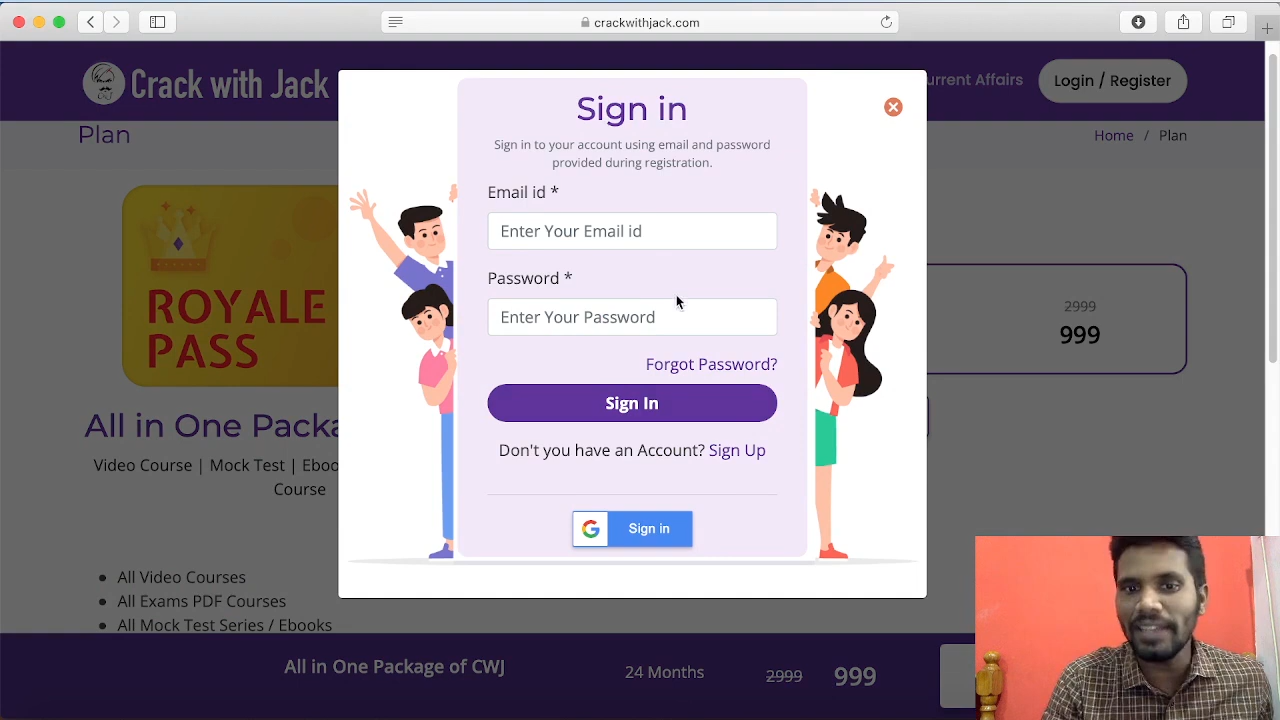 crackwithjack.com
Crack with Jack
urrent Affairs
Login / Register
Plan
Home / Plan
ROYALE
PASS
2999
999
All in One Packa
Video Course | Mock Test | Eboo
Course
All Video Courses
All Exams PDF Courses
All Mock Test Series / Ebooks
Sign in
Sign in to your account using email and password
provided during registration.
Email id *
Enter Your Email id
Password *
Enter Your Password
Forgot Password?
Sign In
Don't you have an Account? Sign Up
G Sign in
All in One Package of CWJ
24 Months
2999
999